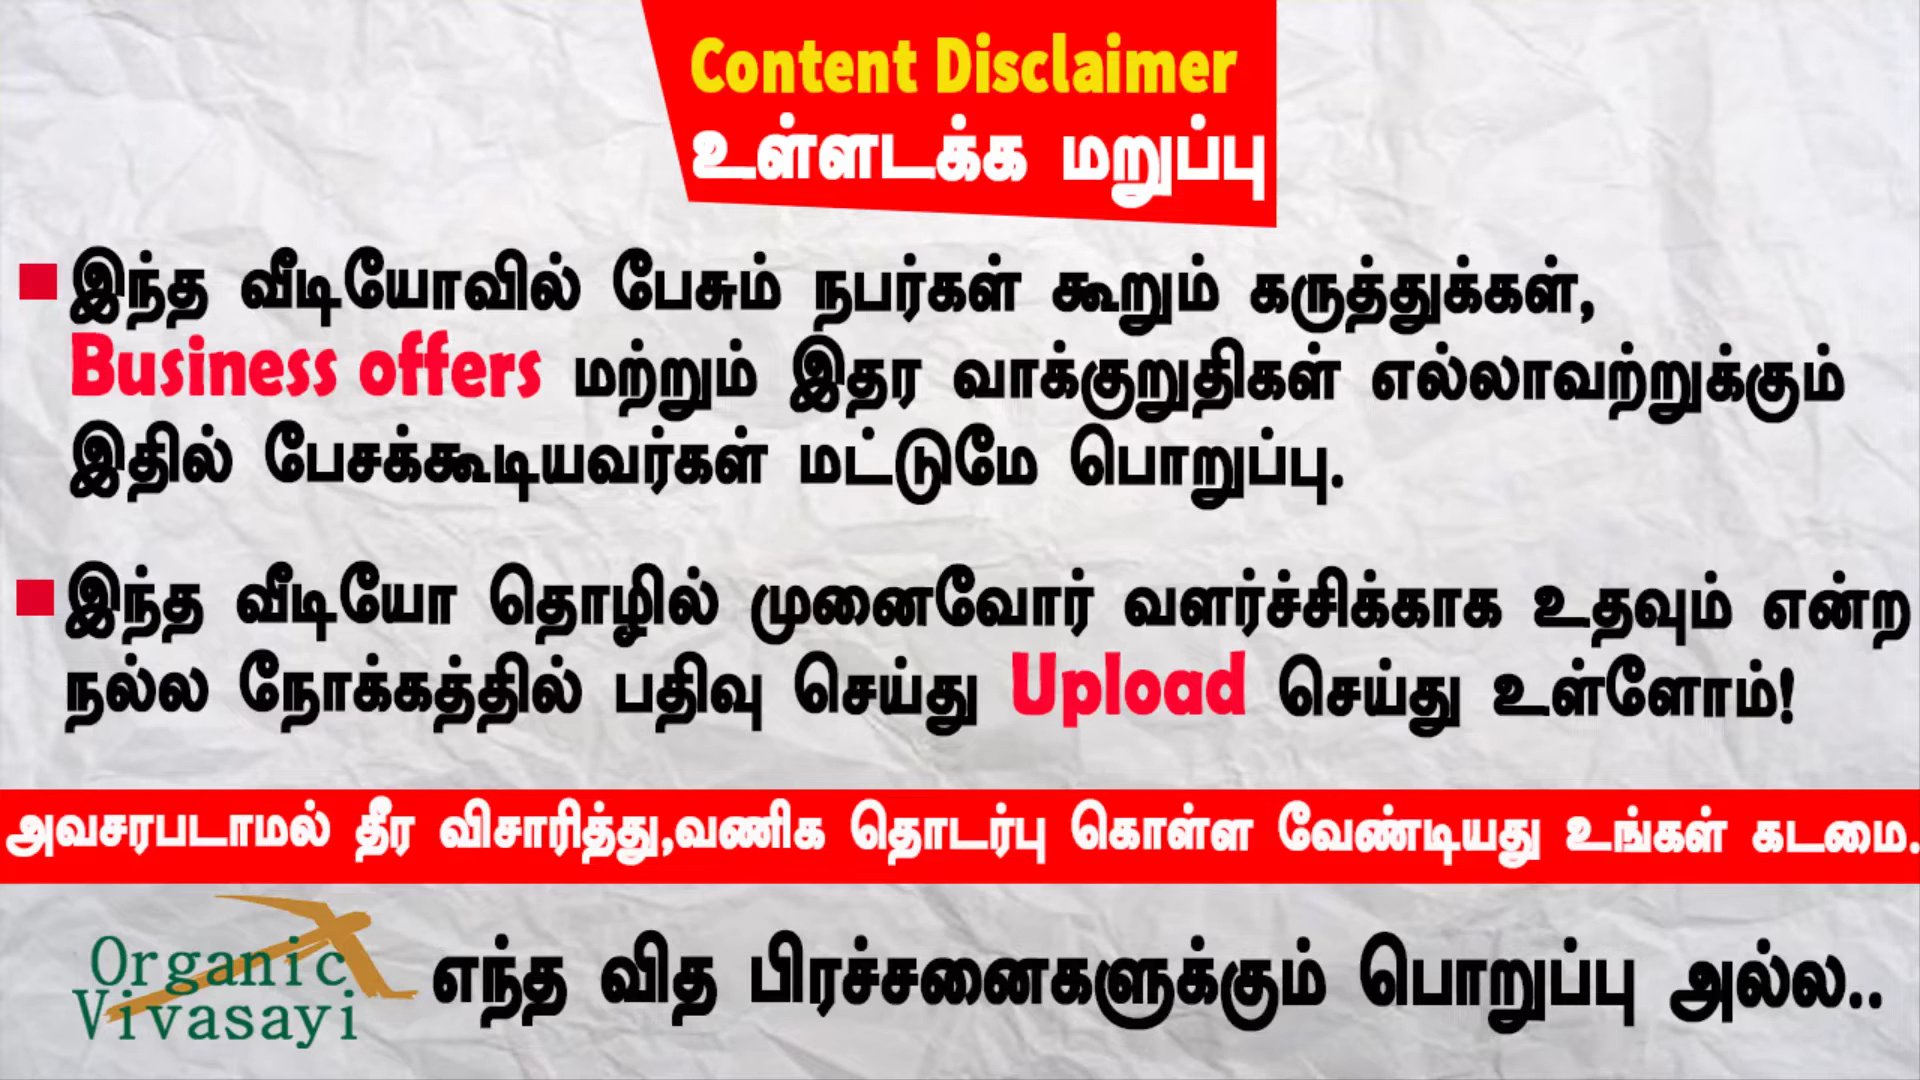 Content Disclaimer
உள்ளடக்க மறுப்பு
இந்த வீடியோவில் பேசும் நபர்கள் கூறும் கருத்துக்கள்,
Business offers மற்றும் இதர வாக்குறுதிகள் எல்லாவற்றுக்கும்
இதில் பேசக்கூடியவர்கள் மட்டுமே பொறுப்பு.
இந்த வீடியோ தொழில் முனைவோர் வளர்ச்சிக்காக உதவும் என்ற
நல்ல நோக்கத்தில் பதிவு செய்து Upload செய்து உள்ளோம்!
அவசரபடாமல் தீர விசாரித்து,வணிக தொடர்பு கொள்ள வேண்டியது உங்கள் கடமை.
Organic
Vivasayi
எந்த வித பிரச்சனைகளுக்கும் பொறுப்பு அல்ல..